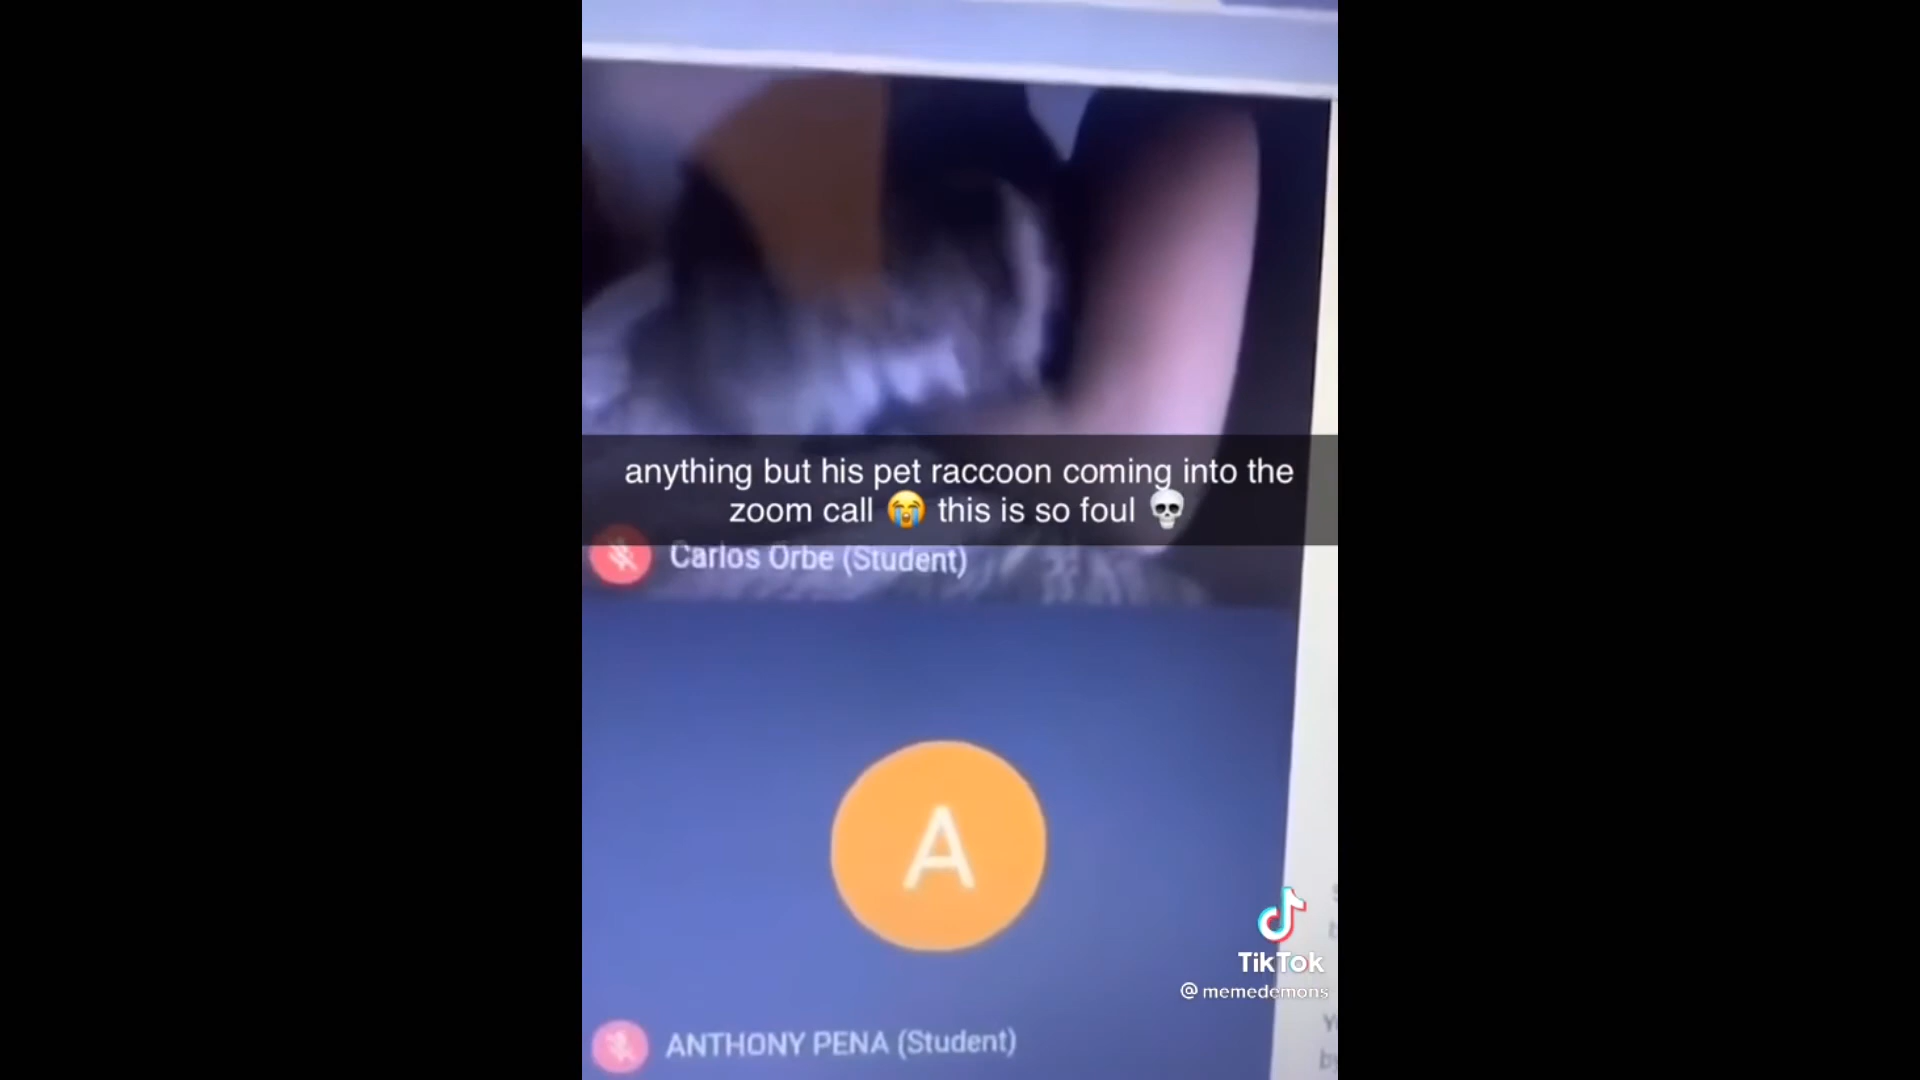 anything but his pet raccoon coming into the
zoom call 😭 this is so foul 💀
Carlos Orbe (Student)
A
TikTok
@memedemons
ANTHONY PENA (Student)